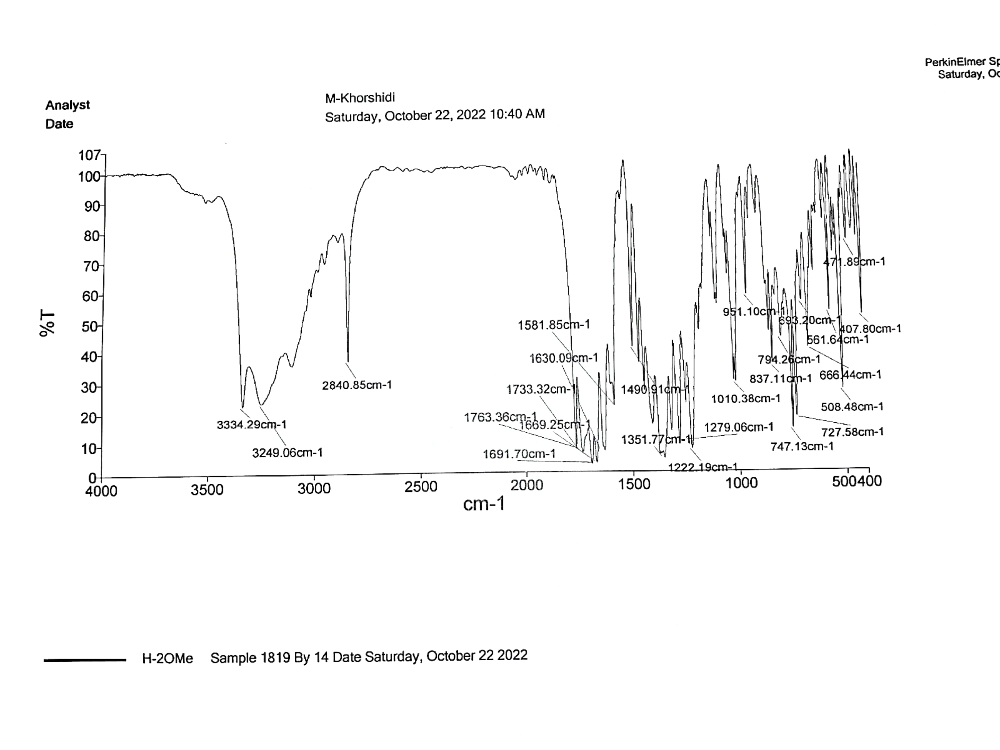 PerkinElmer
Saturday,
Analyst
M-Khorshidi
Date
Saturday, October 22, 2022 10:40 AM
107
100
90
80
70
60
50
40
30
20
10
0
%T
4000
3500
3000
2500
2000
1500
1000
500400
cm-1
3334.29cm-1
3249.06cm-1
2840.85cm-1
1581.85cm-1
1630.09cm-1
1733.32cm-1
1763.36cm-1
1669.25cm-1
1691.70cm-1
1490.91cm-1
1351.77cm-1
1279.06cm-1
1222.19cm-1
1010.38cm-1
951.10cm-1
837.11cm-1
794.26cm-1
747.13cm-1
727.58cm-1
693.20cm-1
666.44cm-1
561.64cm-1
508.48cm-1
471.89cm-1
407.80cm-1
H-2OMe Sample 1819 By 14 Date Saturday, October 22 2022